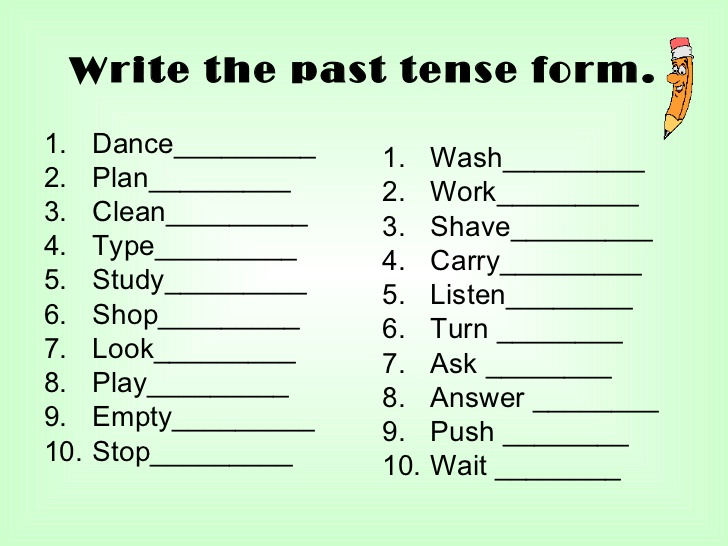 Write the past tense form.
1. Dance_________
2. Plan_________
3. Clean_________
4. Type_________
5. Study_________
6. Shop_________
7. Look_________
8. Play_________
9. Empty_________
10. Stop_________
1. Wash_________
2. Work_________
3. Shave_________
4. Carry_________
5. Listen________
6. Turn ________
7. Ask ________
8. Answer ________
9. Push ________
10. Wait ________